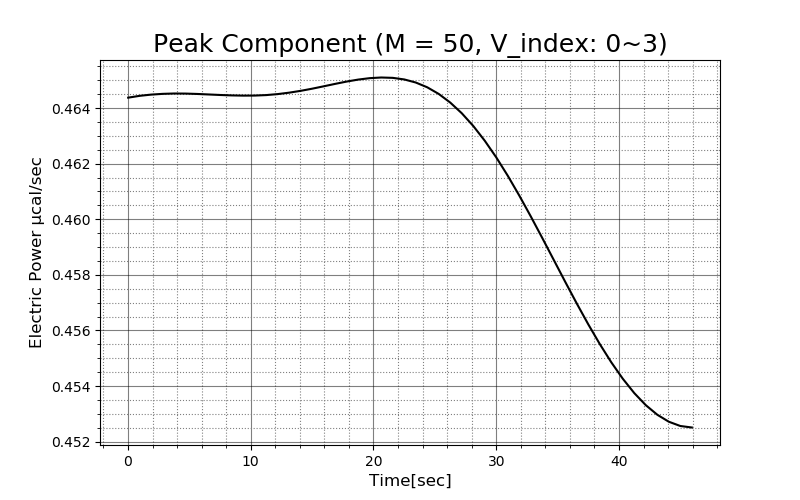 Peak Component (M = 50, V_index: 0~3)
Electric Power μcal/sec
0.464
0.462
0.460
0.458
0.456
0.454
0.452
0 10 20 30 40
Time[sec]